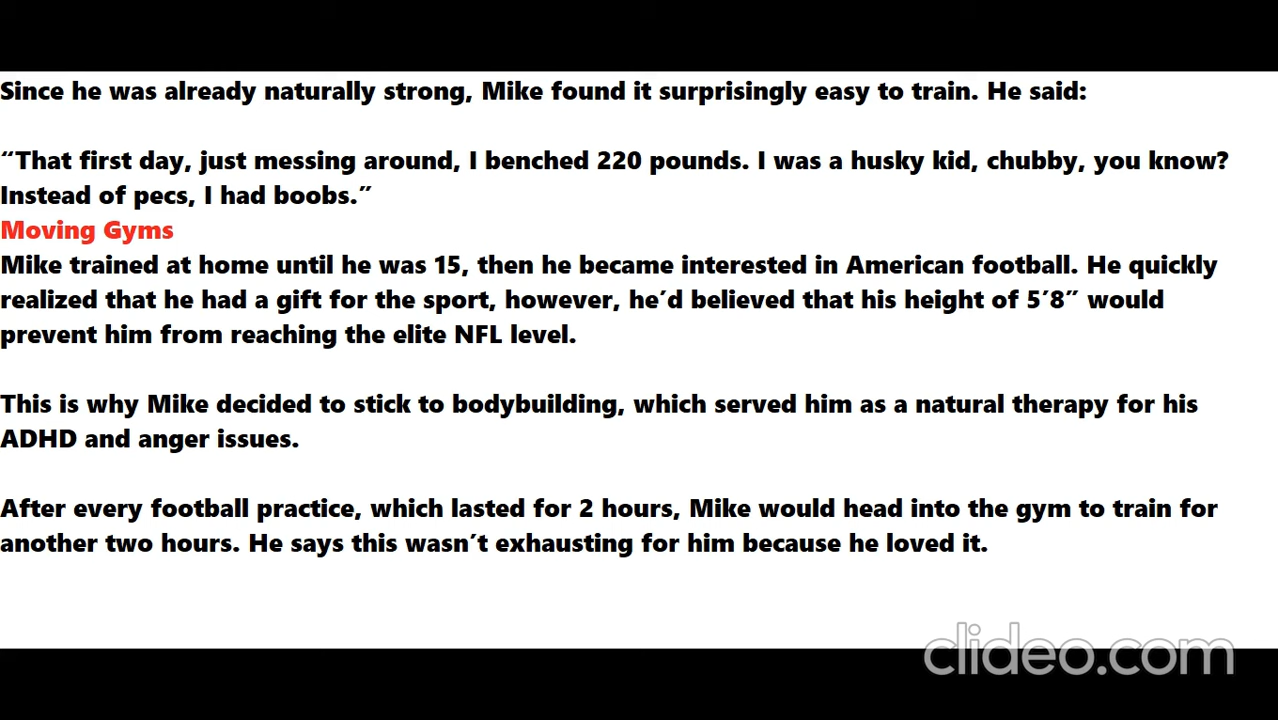 Since he was already naturally strong, Mike found it surprisingly easy to train. He said:
“That first day, just messing around, I benched 220 pounds. I was a husky kid, chubby, you know?
Instead of pecs, I had boobs.”
Moving Gyms
Mike trained at home until he was 15, then he became interested in American football. He quickly
realized that he had a gift for the sport, however, he’d believed that his height of 5’8” would
prevent him from reaching the elite NFL level.
This is why Mike decided to stick to bodybuilding, which served him as a natural therapy for his
ADHD and anger issues.
After every football practice, which lasted for 2 hours, Mike would head into the gym to train for
another two hours. He says this wasn’t exhausting for him because he loved it.
clideo.com